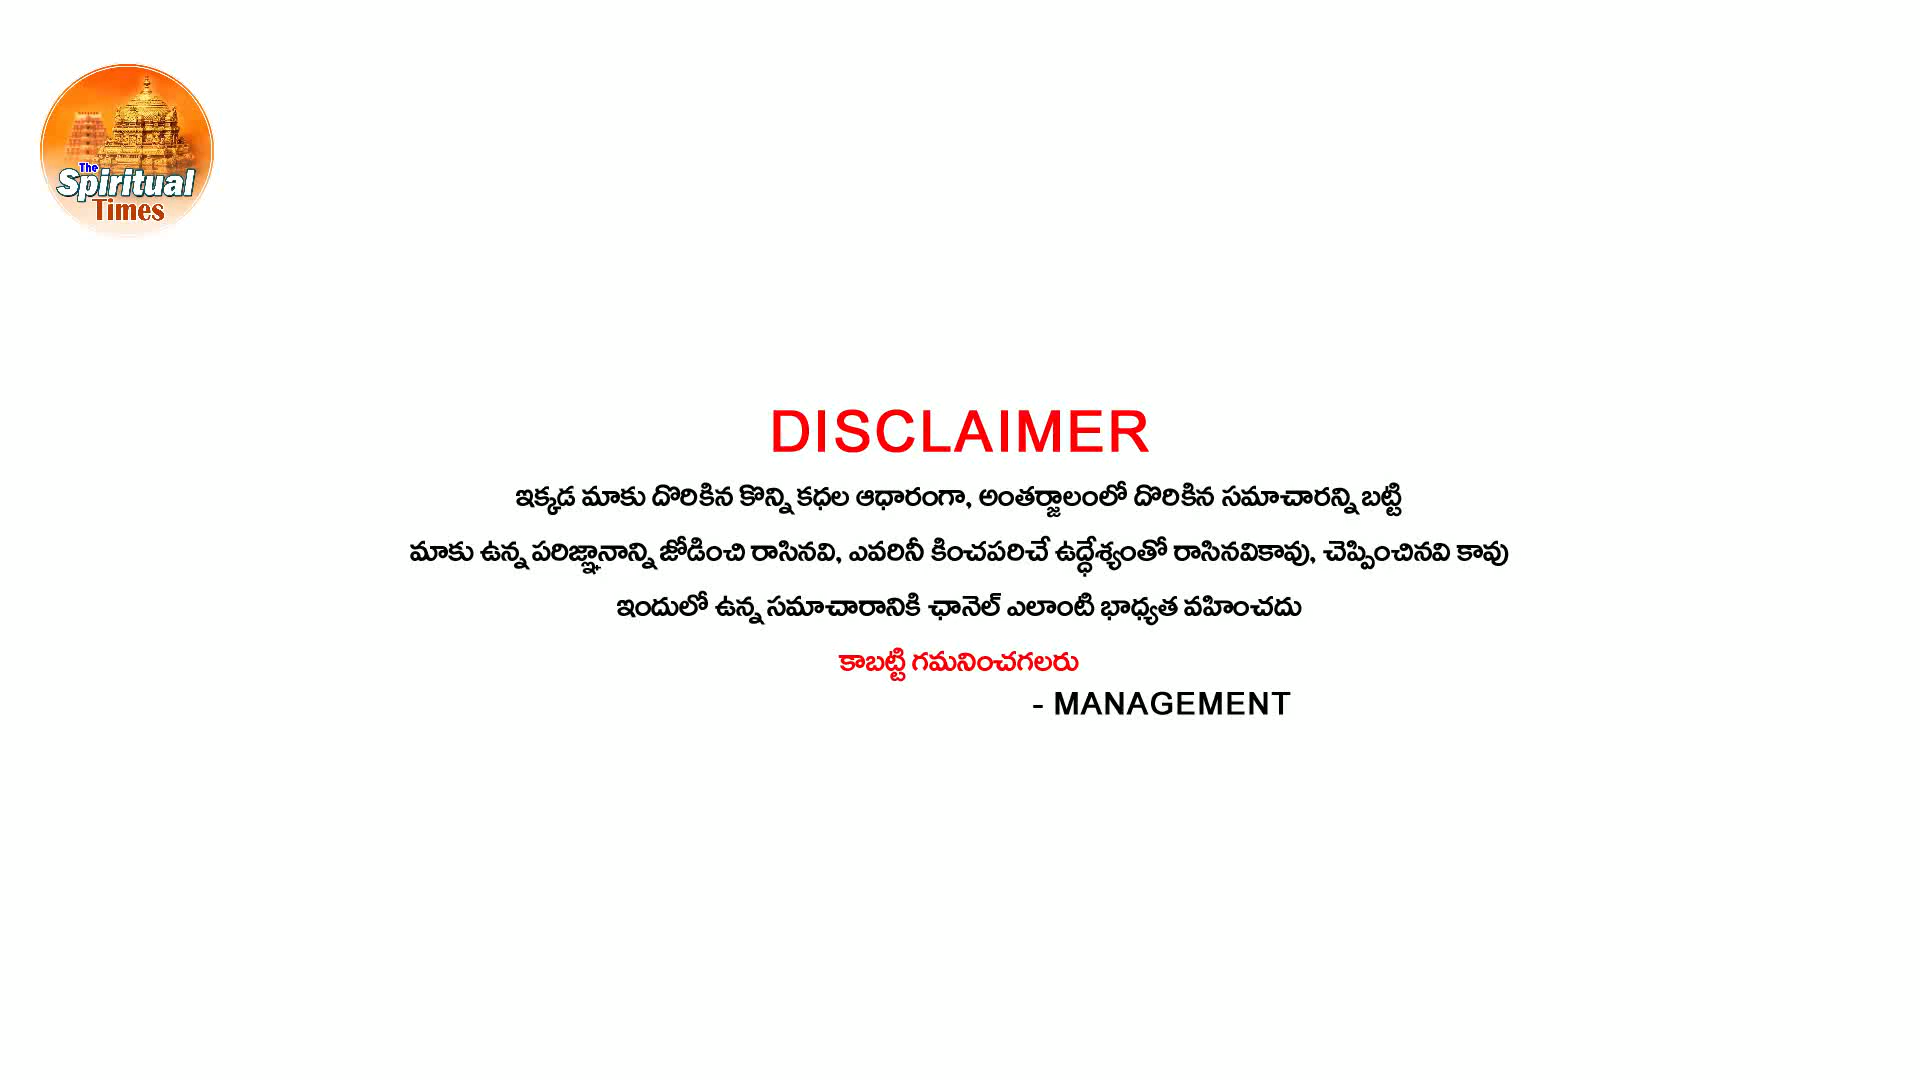 The
Spiritual
Times
DISCLAIMER
ఇక్కడ మాకు దొరికిన కొన్ని కధల ఆధారంగా, అంతర్జాలంలో దొరికిన సమాచారన్ని బట్టి
మాకు ఉన్న పరిజ్ఞానాన్ని జోడించి రాసినవి, ఎవరినీ కించపరిచే ఉద్ధేశ్యంతో రాసినవికావు, చెప్పించినవి కావు
ఇందులో ఉన్న సమాచారానికి ఛానెల్ ఎలాంటి భాధ్యత వహించదు
కాబట్టి గమనించగలరు
- MANAGEMENT